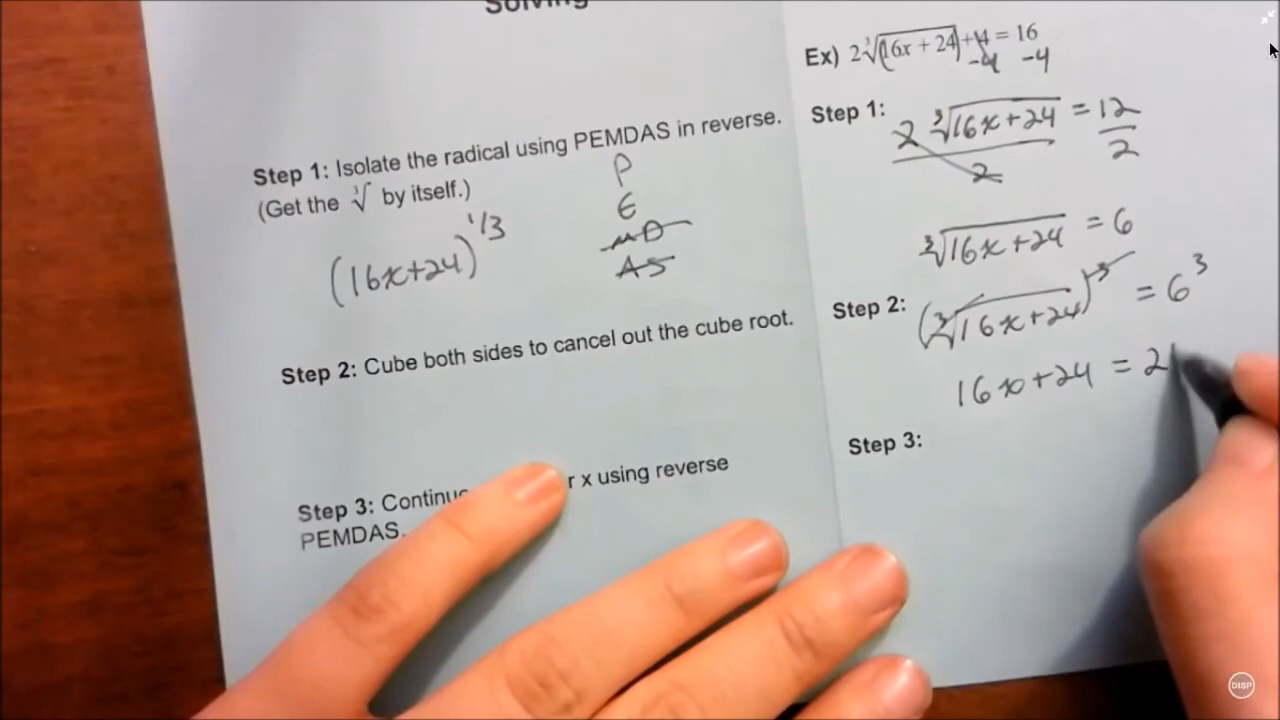 Solving
Step 1: Isolate the radical using PEMDAS in reverse.
(Get the ∛ by itself.)
P
E
MD
AS
(16x+24)^1/3
Step 2: Cube both sides to cancel out the cube root.
Step 3: Continue r x using reverse
PEMDAS.
Ex) 2∛(16x + 24) + 4 = 16
-4 -4
Step 1: 2 ∛16x+24 = 12
2 2
∛16x+24 = 6
Step 2: (∛16x+24)^3 = 6^3
16x+24 = 21
Step 3:
DISP